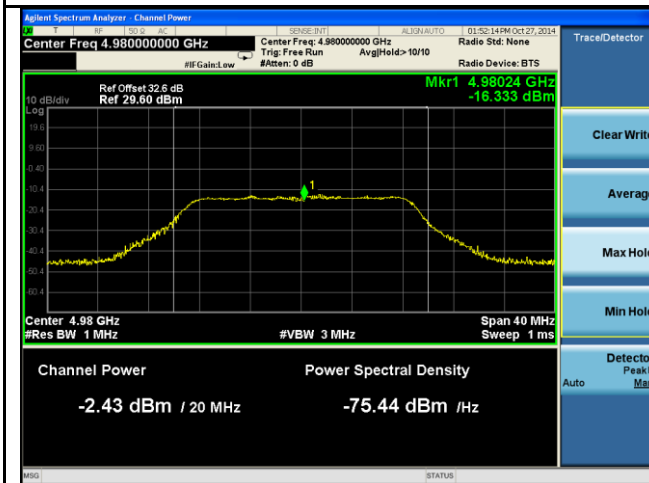 Agilent Spectrum Analyzer - Channel Power
T RF 50 Ω AC SENSE:INT ALIGN AUTO 01:52:14 PM Oct 27, 2014
Center Freq 4.980000000 GHz
Center Freq: 4.980000000 GHz
Radio Std: None
Trig: Free Run Avg|Hold:> 10/10
#IFGain:Low
#Atten: 0 dB
Radio Device: BTS
Trace/Detector
Ref Offset 32.6 dB
Mkr1 4.98024 GHz
10 dB/div Ref 29.60 dBm
-16.333 dBm
Log
19.6
9.60
-0.40
-10.4
-20.4
-30.4
-40.4
-50.4
-60.4
1
Center 4.98 GHz
Span 40 MHz
#Res BW 1 MHz
#VBW 3 MHz
Sweep 1 ms
Channel Power
Power Spectral Density
-2.43 dBm / 20 MHz
-75.44 dBm /Hz
Clear Write
Average
Max Hold
Min Hold
Detector
Peak
Auto
MSG
STATUS